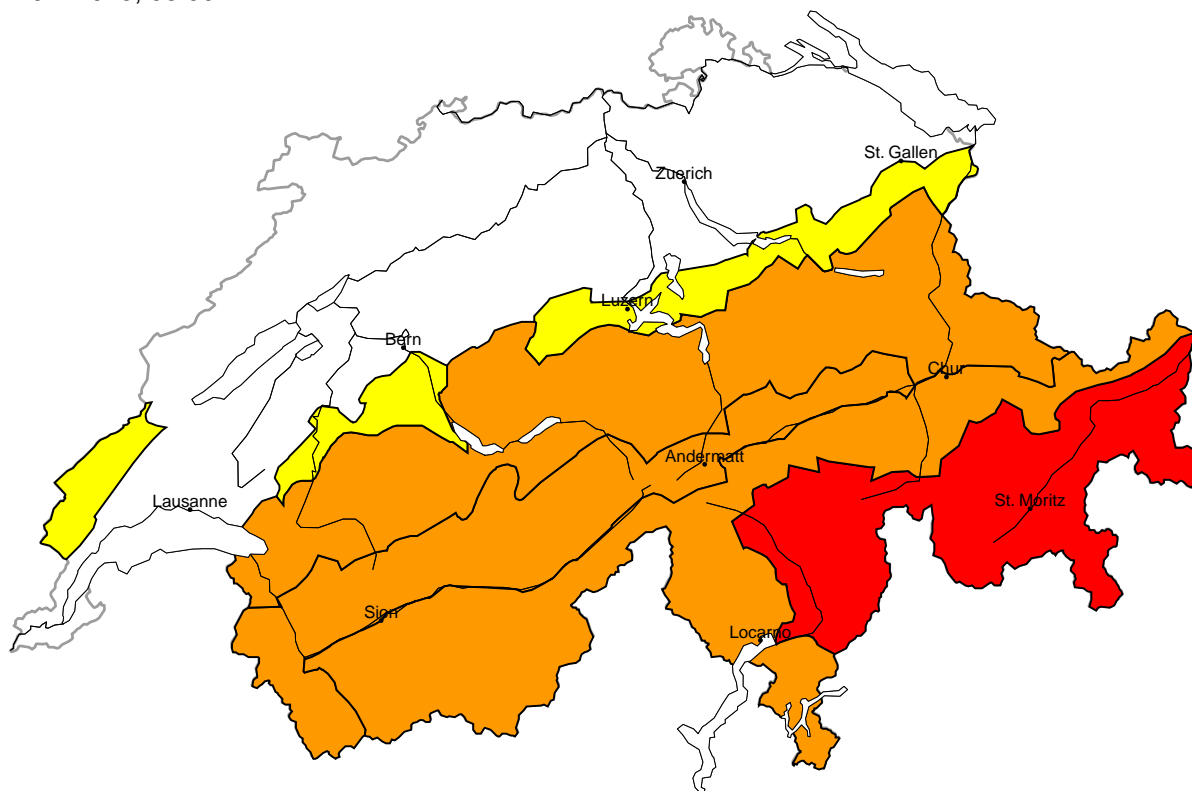 St. Gallen
Zuerich
Luzern
Bern
Chur
Andermatt
Lausanne
St. Moritz
Sion
Locarno